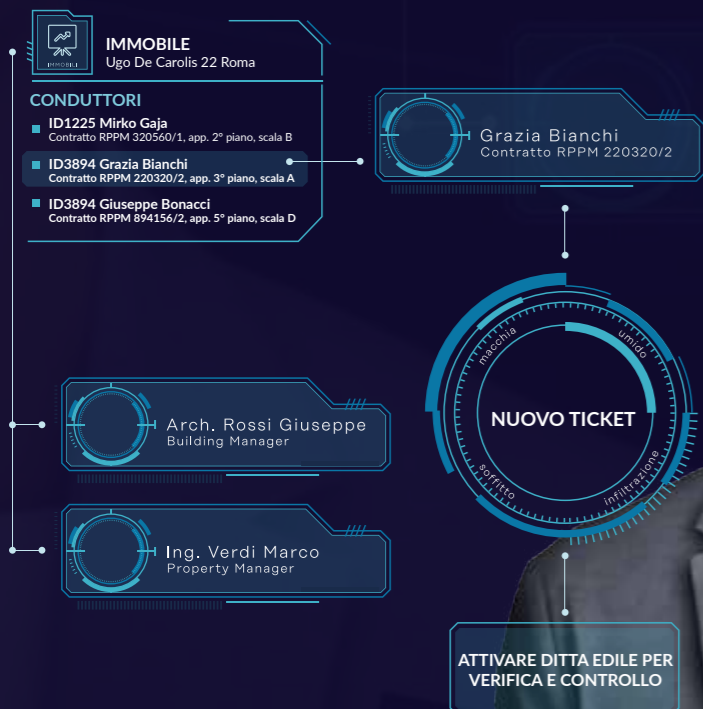 IMMOBILI
IMMOBILE
Ugo De Carolis 22 Roma
CONDUTTORI
ID1225 Mirko Gaja
Contratto RPPM 320560/1, app. 2° piano, scala B
ID3894 Grazia Bianchi
Contratto RPPM 220320/2, app. 3° piano, scala A
ID3894 Giuseppe Bonacci
Contratto RPPM 894156/2, app. 5° piano, scala D
Grazia Bianchi
Contratto RPPM 220320/2
macchia
umido
NUOVO TICKET
soffitto
infiltrazione
Arch. Rossi Giuseppe
Building Manager
Ing. Verdi Marco
Property Manager
ATTIVARE DITTA EDILE PER
VERIFICA E CONTROLLO